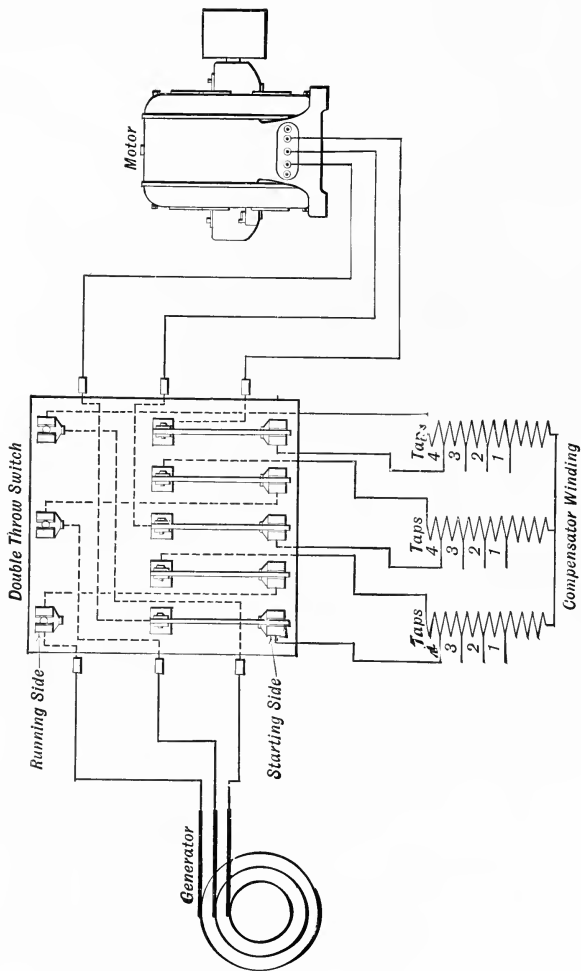 Double Throw Switch
Motor
Running Side
Starting Side
Generator
Taps
4
3
2
1
Taps
4
3
2
1
Taps
4
3
2
1
Compensator Winding